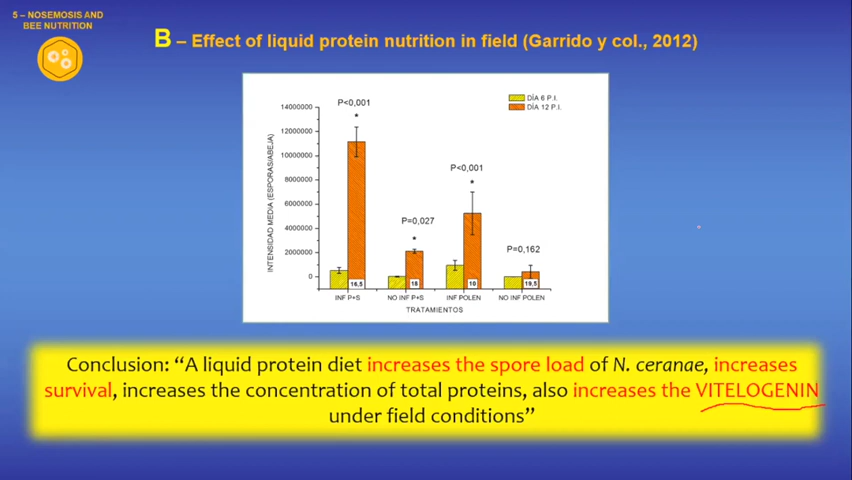 5 – NOSEMOSIS AND
BEE NUTRITION
B – Effect of liquid protein nutrition in field (Garrido y col., 2012)
14000000
12000000
10000000
8000000
6000000
4000000
2000000
0
INTENSIDAD MEDIA (ESPORAS/ABEJA)
P<0,001
*
P=0,027
*
P<0,001
*
P=0,162
DÍA 6 P.I.
DÍA 12 P.I.
16,5
18
10
19,5
INF P+S
NO INF P+S
INF POLEN
NO INF POLEN
TRATAMIENTOS
Conclusion: “A liquid protein diet increases the spore load of N. ceranae, increases
survival, increases the concentration of total proteins, also increases the VITELOGENIN
under field conditions”